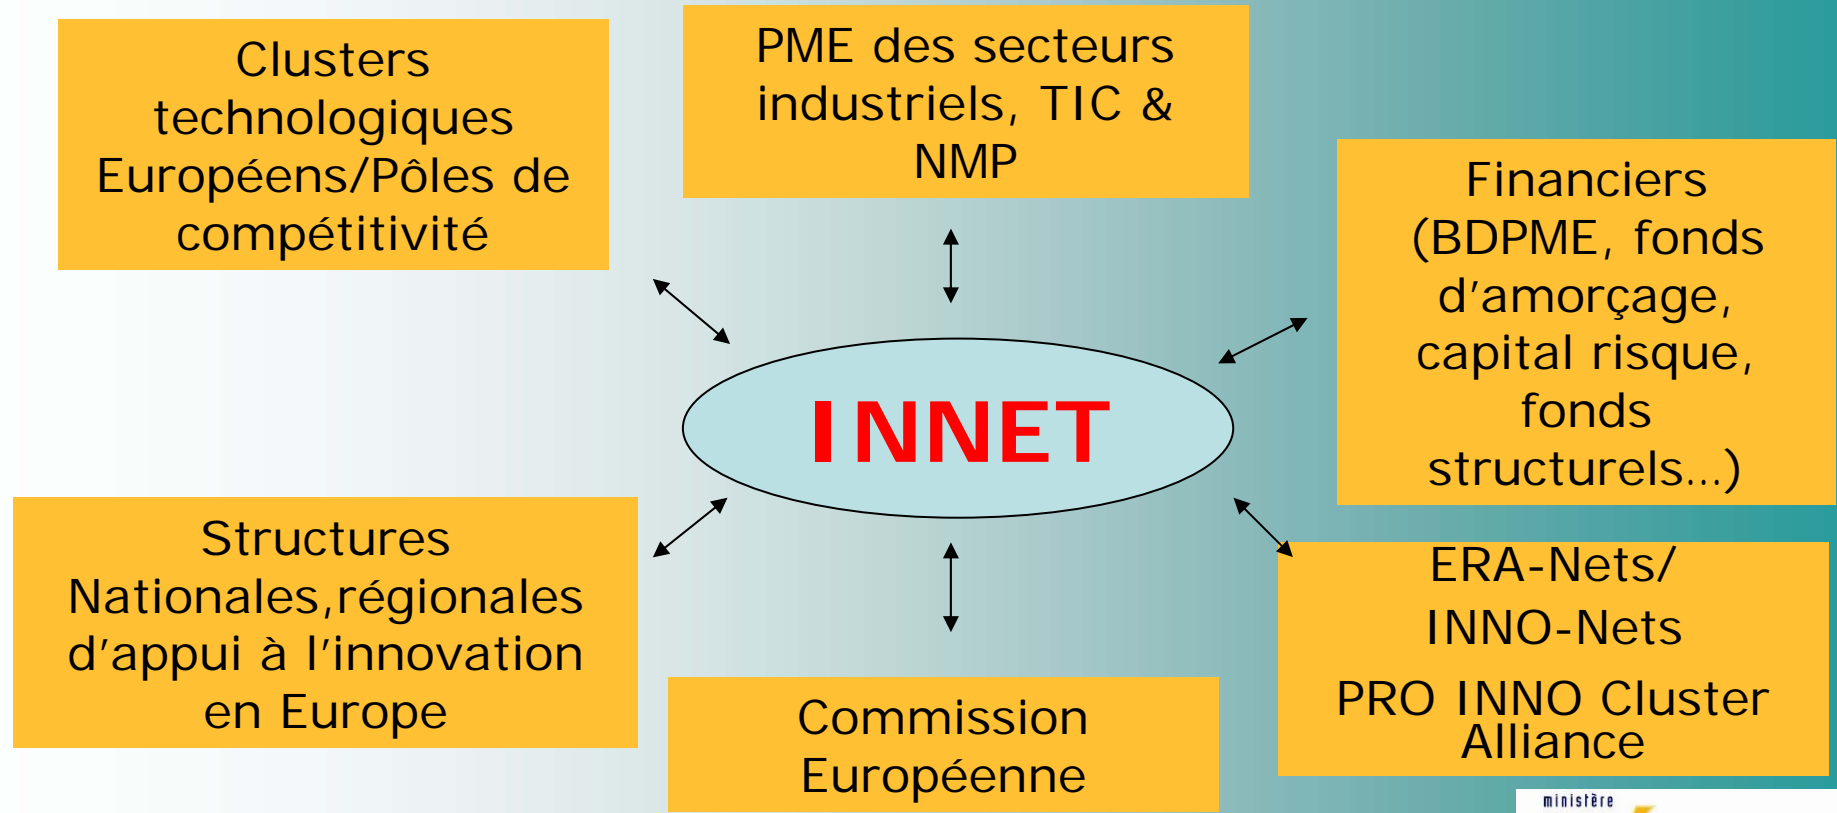 Clusters
technologiques
Européens/Pôles de
compétitivité
PME des secteurs
industriels, TIC &
NMP
Financiers
(BDPME, fonds
d’amorçage,
capital risque,
fonds
structurels…)
INNET
Structures
Nationales,régionales
d’appui à l’innovation
en Europe
Commission
Européenne
ERA-Nets/
INNO-Nets
PRO INNO Cluster
Alliance
ministère